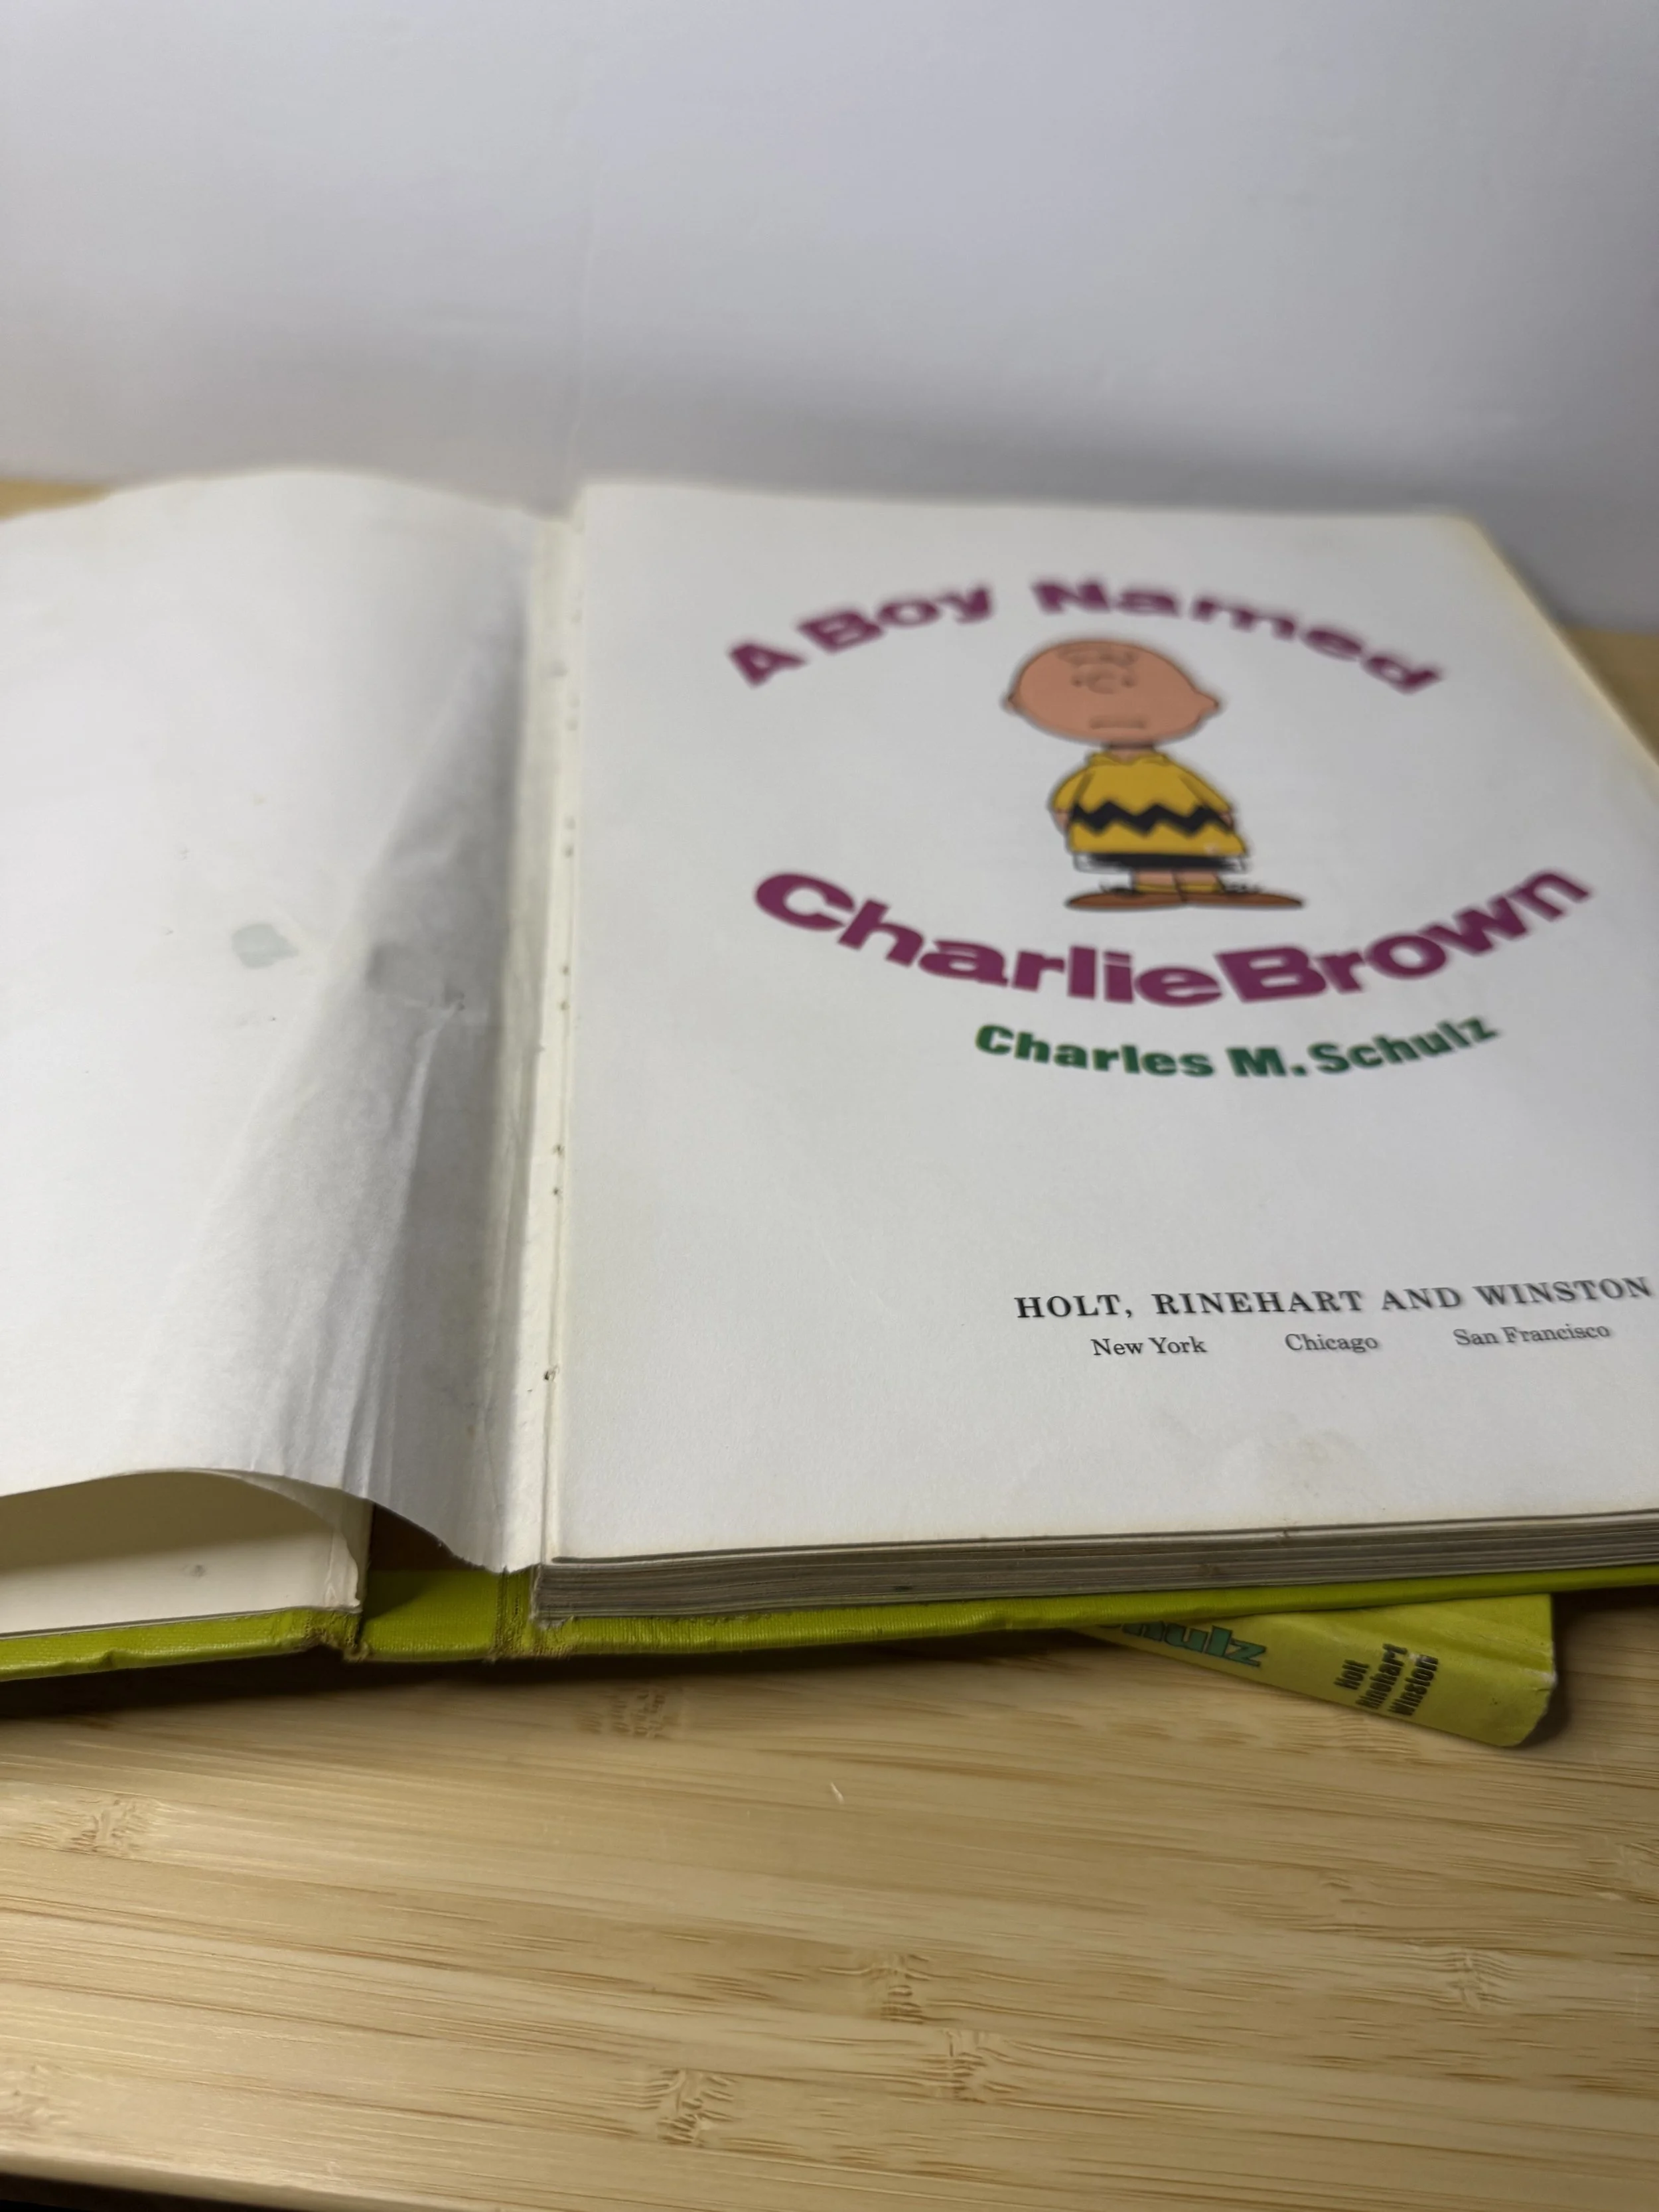 A Boy Named
Charlie Brown
Charles M. Schulz
HOLT, RINEHART AND WINSTON
New York Chicago San Francisco
hulz
Holt
Rinehart
Winston